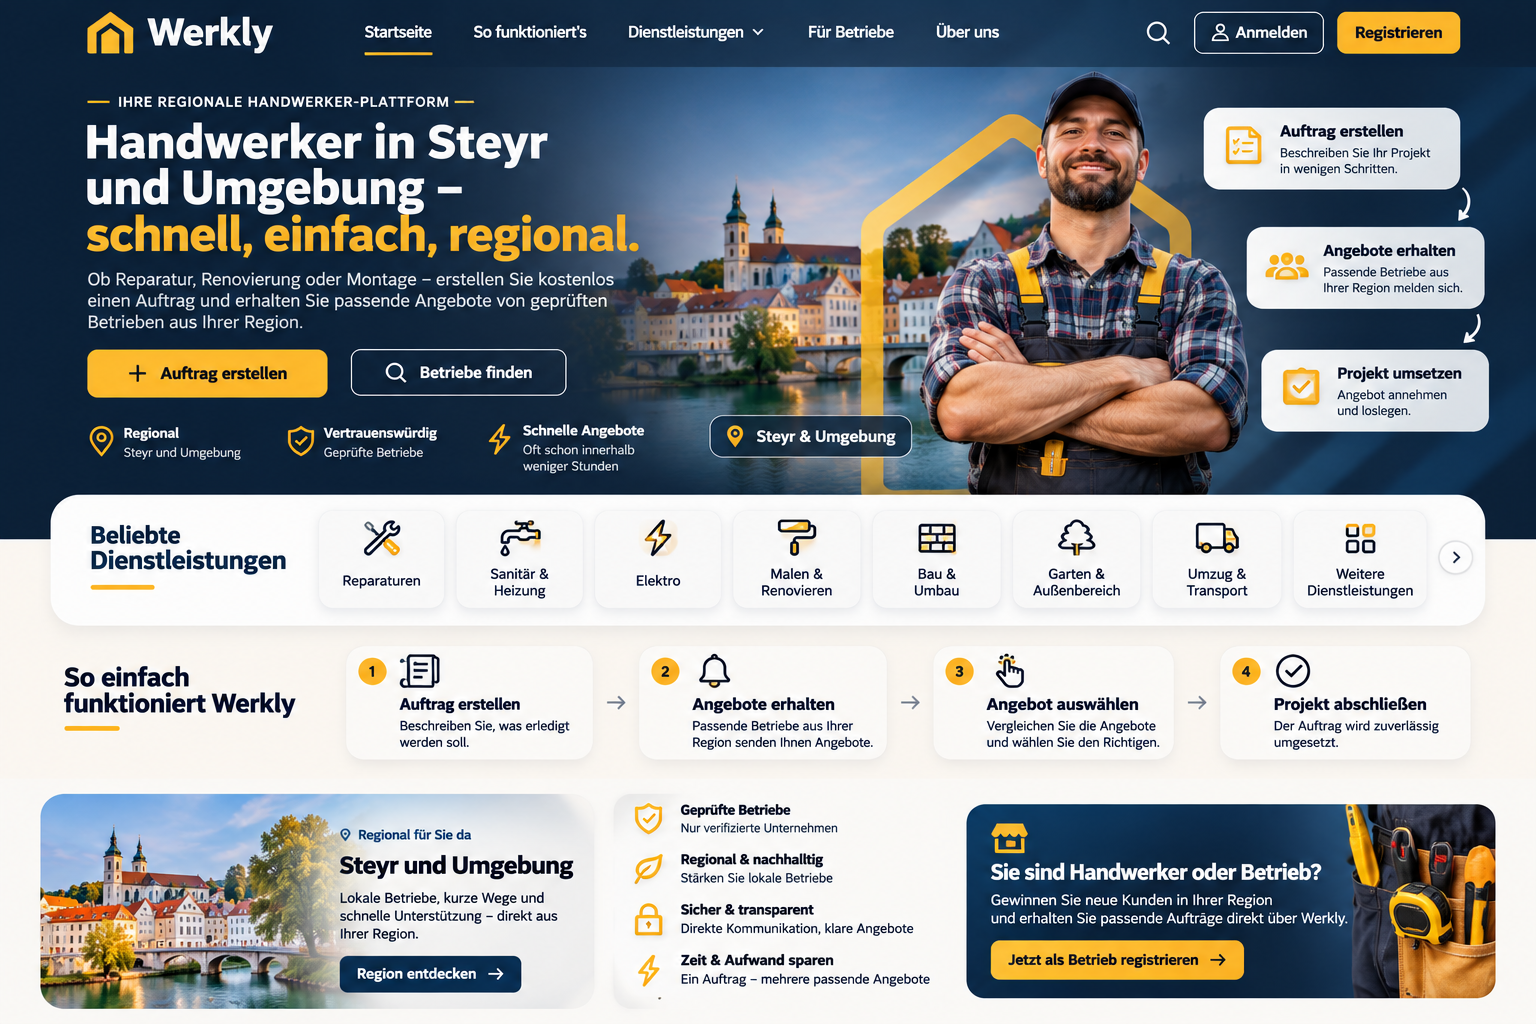 Werkly
Startseite
So funktioniert's
Dienstleistungen
Für Betriebe
Über uns
Anmelden
Registrieren
IHRE REGIONALE HANDWERKER-PLATTFORM
Handwerker in Steyr
und Umgebung –
schnell, einfach, regional.
Ob Reparatur, Renovierung oder Montage – erstellen Sie kostenlos
einen Auftrag und erhalten Sie passende Angebote von geprüften
Betrieben aus Ihrer Region.
Auftrag erstellen
Betriebe finden
Regional
Steyr und Umgebung
Vertrauenswürdig
Geprüfte Betriebe
Schnelle Angebote
Oft schon innerhalb
weniger Stunden
Steyr & Umgebung
Auftrag erstellen
Beschreiben Sie Ihr Projekt
in wenigen Schritten.
Angebote erhalten
Passende Betriebe aus
Ihrer Region melden sich.
Projekt umsetzen
Angebot annehmen
und loslegen.
Beliebte
Dienstleistungen
Reparaturen
Sanitär &
Heizung
Elektro
Malen &
Renovieren
Bau &
Umbau
Garten &
Außenbereich
Umzug &
Transport
Weitere
Dienstleistungen
So einfach
funktioniert Werkly
1
Auftrag erstellen
Beschreiben Sie, was erledigt
werden soll.
2
Angebote erhalten
Passende Betriebe aus Ihrer
Region senden Ihnen Angebote.
3
Angebot auswählen
Vergleichen Sie die Angebote
und wählen Sie den Richtigen.
4
Projekt abschließen
Der Auftrag wird zuverlässig
umgesetzt.
Regional für Sie da
Steyr und Umgebung
Lokale Betriebe, kurze Wege und
schnelle Unterstützung – direkt aus
Ihrer Region.
Region entdecken
Geprüfte Betriebe
Nur verifizierte Unternehmen
Regional & nachhalltig
Stärken Sie lokale Betriebe
Sicher & transparent
Direkte Kommunikation, klare Angebote
Zeit & Aufwand sparen
Ein Auftrag – mehrere passende Angebote
Sie sind Handwerker oder Betrieb?
Gewinnen Sie neue Kunden in Ihrer Region
und erhalten Sie passende Aufträge direkt über Werkly.
Jetzt als Betrieb registrieren